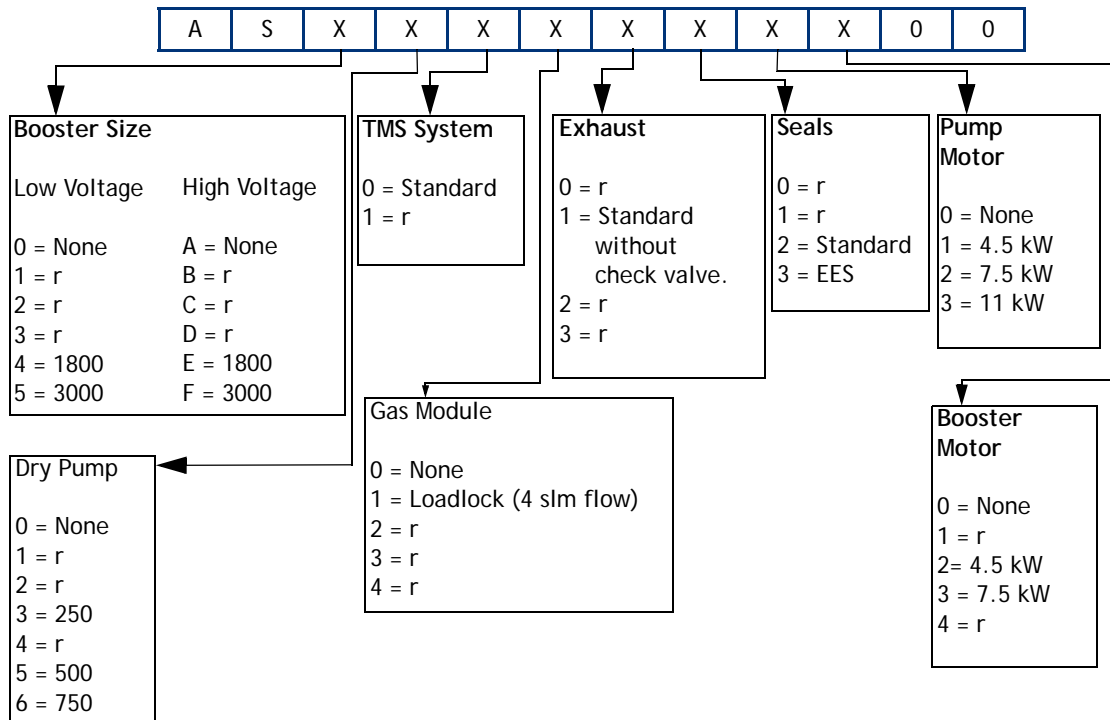 A S X X X X X X X X 0 0
Booster Size
Low Voltage High Voltage
0 = None A = None
1 = r B = r
2 = r C = r
3 = r D = r
4 = 1800 E = 1800
5 = 3000 F = 3000
TMS System
0 = Standard
1 = r
Exhaust
0 = r
1 = Standard
without
check valve.
2 = r
3 = r
Seals
0 = r
1 = r
2 = Standard
3 = EES
Pump
Motor
0 = None
1 = 4.5 kW
2 = 7.5 kW
3 = 11 kW
Dry Pump
0 = None
1 = r
2 = r
3 = 250
4 = r
5 = 500
6 = 750
Gas Module
0 = None
1 = Loadlock (4 slm flow)
2 = r
3 = r
4 = r
Booster
Motor
0 = None
1 = r
2= 4.5 kW
3 = 7.5 kW
4 = r